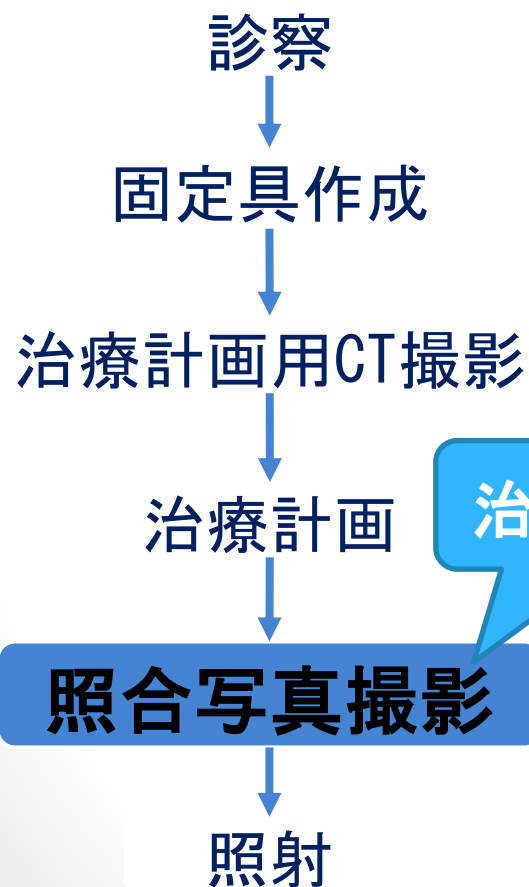 診察
固定具作成
治療計画用CT撮影
治療計画
治
照合写真撮影
照射